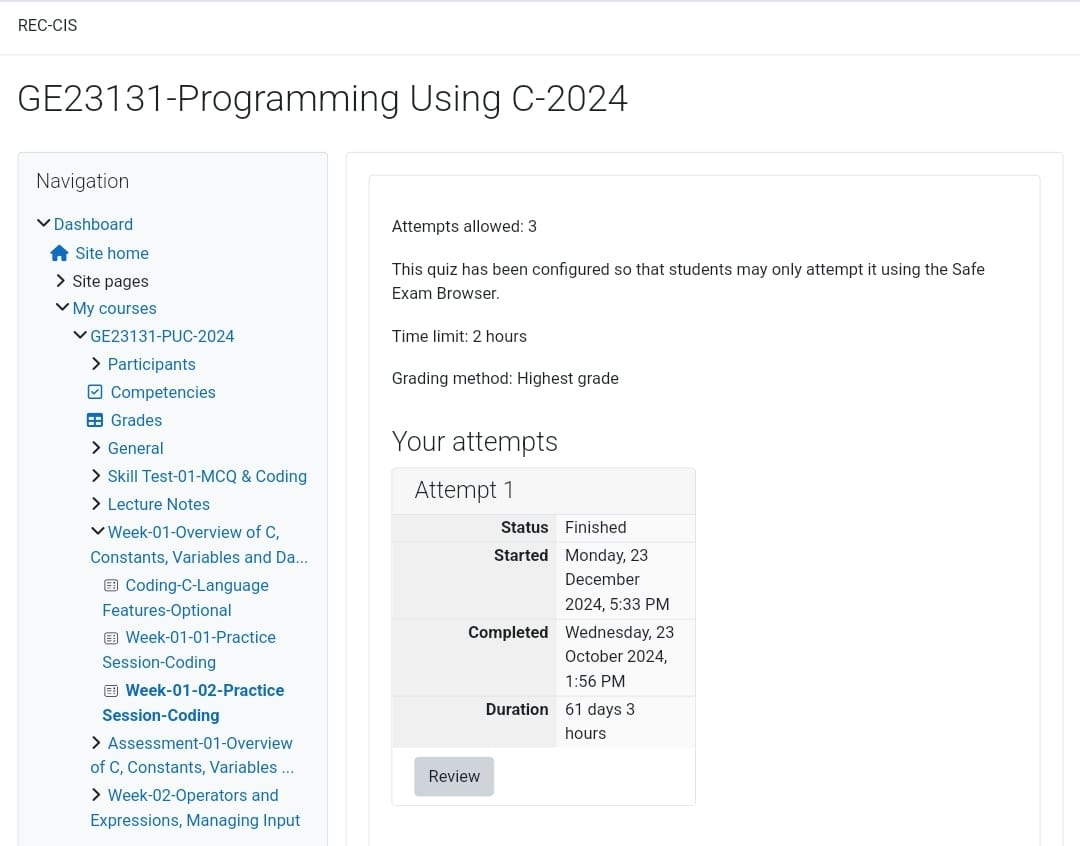 REC-CIS
GE23131-Programming Using C-2024
Navigation
Dashboard
Site home
Site pages
My courses
GE23131-PUC-2024
Participants
Competencies
Grades
General
Skill Test-01-MCQ & Coding
Lecture Notes
Week-01-Overview of C,
Constants, Variables and Da...
Coding-C-Language
Features-Optional
Week-01-01-Practice
Session-Coding
Week-01-02-Practice
Session-Coding
Assessment-01-Overview
of C, Constants, Variables ...
Week-02-Operators and
Expressions, Managing Input
Attempts allowed: 3
This quiz has been configured so that students may only attempt it using the Safe
Exam Browser.
Time limit: 2 hours
Grading method: Highest grade
Your attempts
Attempt 1
Status Finished
Started Monday, 23
December
2024, 5:33 PM
Completed Wednesday, 23
October 2024,
1:56 PM
Duration 61 days 3
hours
Review